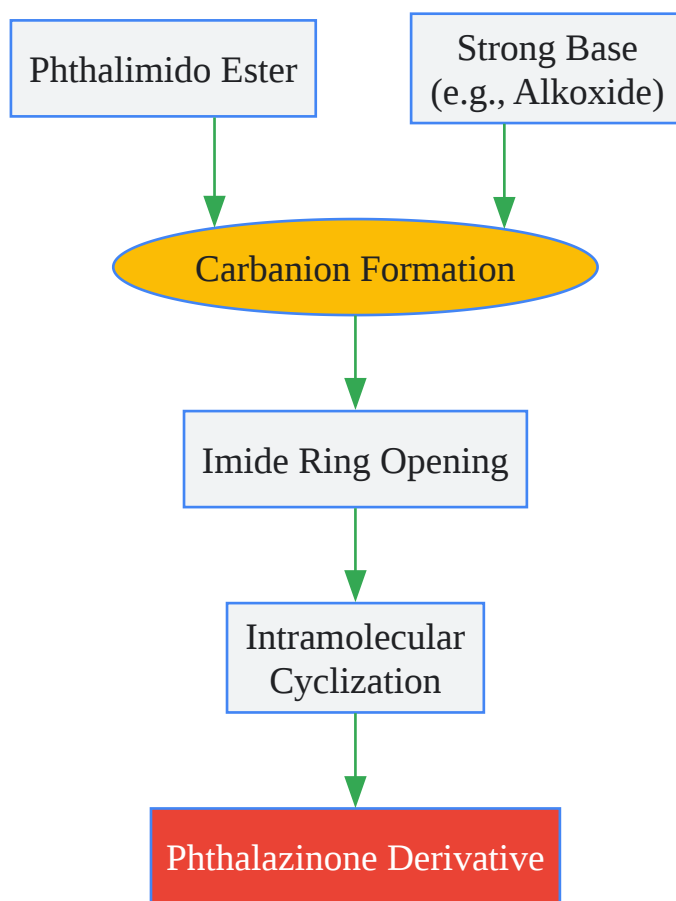 Phthalimido Ester
Strong Base
(e.g., Alkoxide)
Carbanion Formation
Imide Ring Opening
Intramolecular
Cyclization
Phthalazinone Derivative